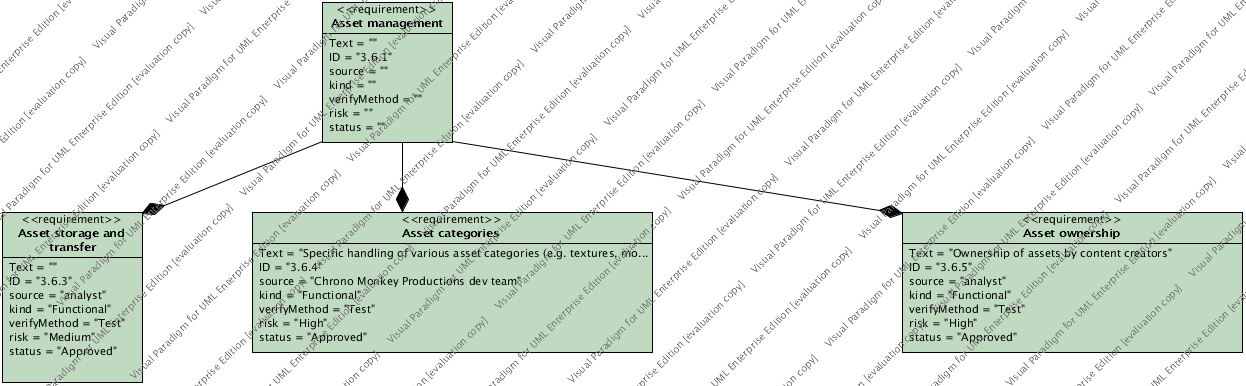 <<requirement>>
Asset management
Text = ""
ID = "3.6.1"
source = ""
kind = ""
verifyMethod = ""
risk = ""
status = ""
<<requirement>>
Asset storage and
transfer
Text = ""
ID = "3.6.3"
source = "analyst"
kind = "Functional"
verifyMethod = "Test"
risk = "Medium"
status = "Approved"
<<requirement>>
Asset categories
Text = "Specific handling of various asset categories (e.g. textures, mo...
ID = "3.6.4"
source = "Chrono Monkey Productions dev team"
kind = "Functional"
verifyMethod = "Test"
risk = "High"
status = "Approved"
<<requirement>>
Asset ownership
Text = "Ownership of assets by content creators"
ID = "3.6.5"
source = "analyst"
kind = "Functional"
verifyMethod = "Test"
risk = "High"
status = "Approved"
Visual Paradigm for UML Enterprise Edition [evaluation copy]